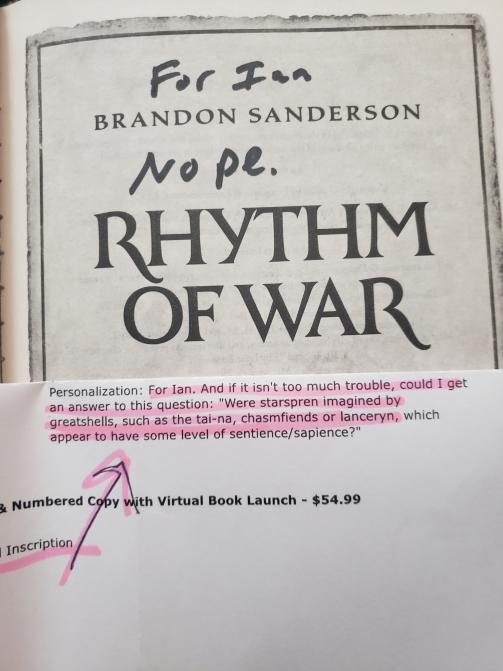 For Ian
BRANDON SANDERSON
Nope.
RHYTHM
OF WAR
Personalization: For Ian. And if it isn't too much trouble, could I get
an answer to this question: "Were starspren imagined by
greatshells, such as the tai-na, chasmfiends or lanceryn, which
appear to have some level of sentience/sapience?"
& Numbered Copy with Virtual Book Launch - $54.99
Inscription